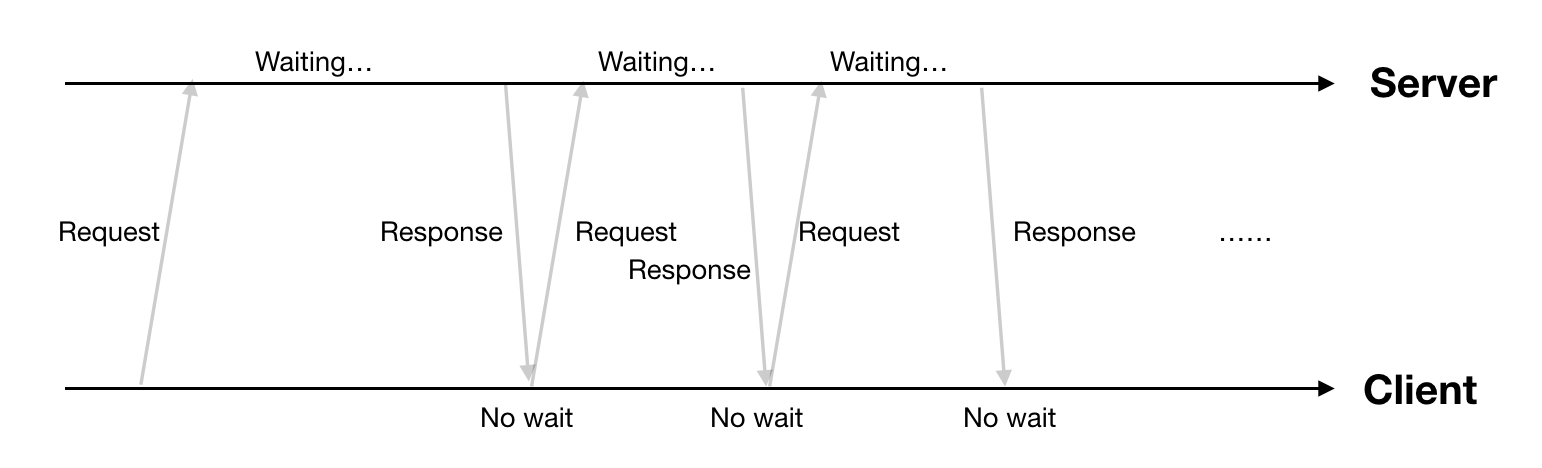 Waiting…
Waiting…
Waiting…
Server
Request
Response
Request
Request
Response
……
Response
Client
No wait
No wait
No wait